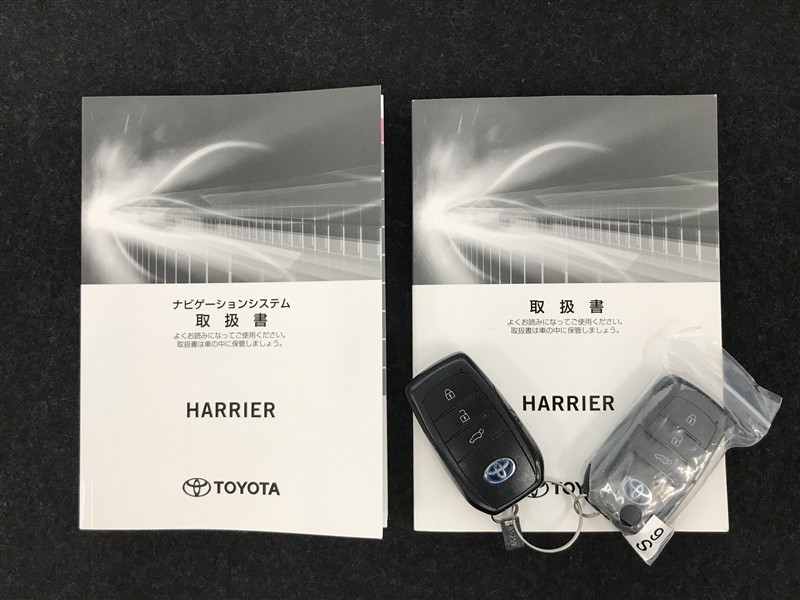 ナビゲーションシステム
取扱書
よくお読みになってご使用ください。
取扱書は車の中に保管しましょう。
HARRIER
TOYOTA
取扱書
よくお読みになってご使用ください。
取扱書は車の中に保管しましょう。
HARRIER
TOY
9S